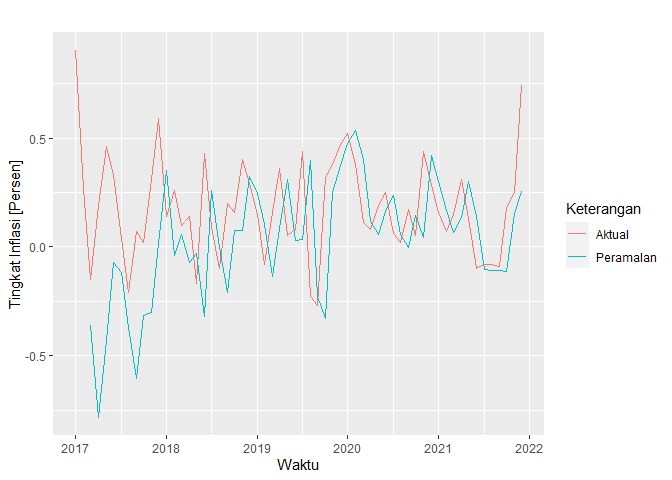 0.5
0.0
-0.5
Tingkat Inflasi [Persen]
2017 2018 2019 2020 2021 2022
Waktu
Keterangan
Aktual
Peramalan